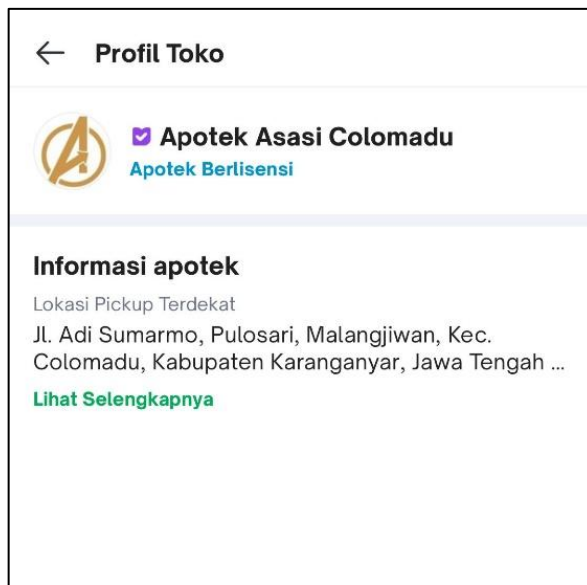 Profil Toko
Apotek Asasi Colomadu
Apotek Berlisensi
Informasi apotek
Lokasi Pickup Terdekat
Jl. Adi Sumarmo, Pulosari, Malangjiwan, Kec.
Colomadu, Kabupaten Karanganyar, Jawa Tengah ...
Lihat Selengkapnya